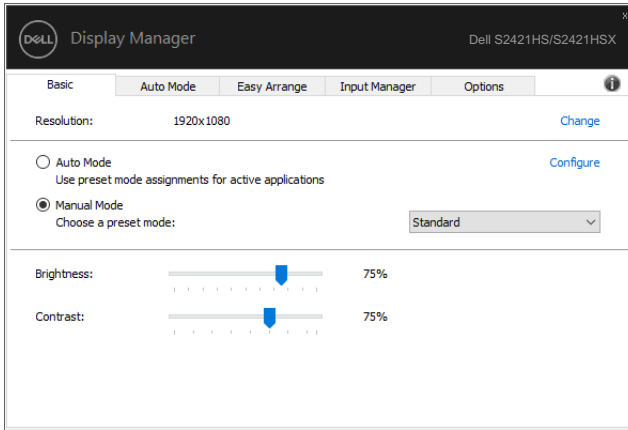 x
DELL Display Manager Dell S2421HS/S2421HSX
Basic Auto Mode Easy Arrange Input Manager Options i
Resolution: 1920x1080 Change
Auto Mode Configure
Use preset mode assignments for active applications
Manual Mode
Choose a preset mode: Standard
Brightness: 75%
Contrast: 75%